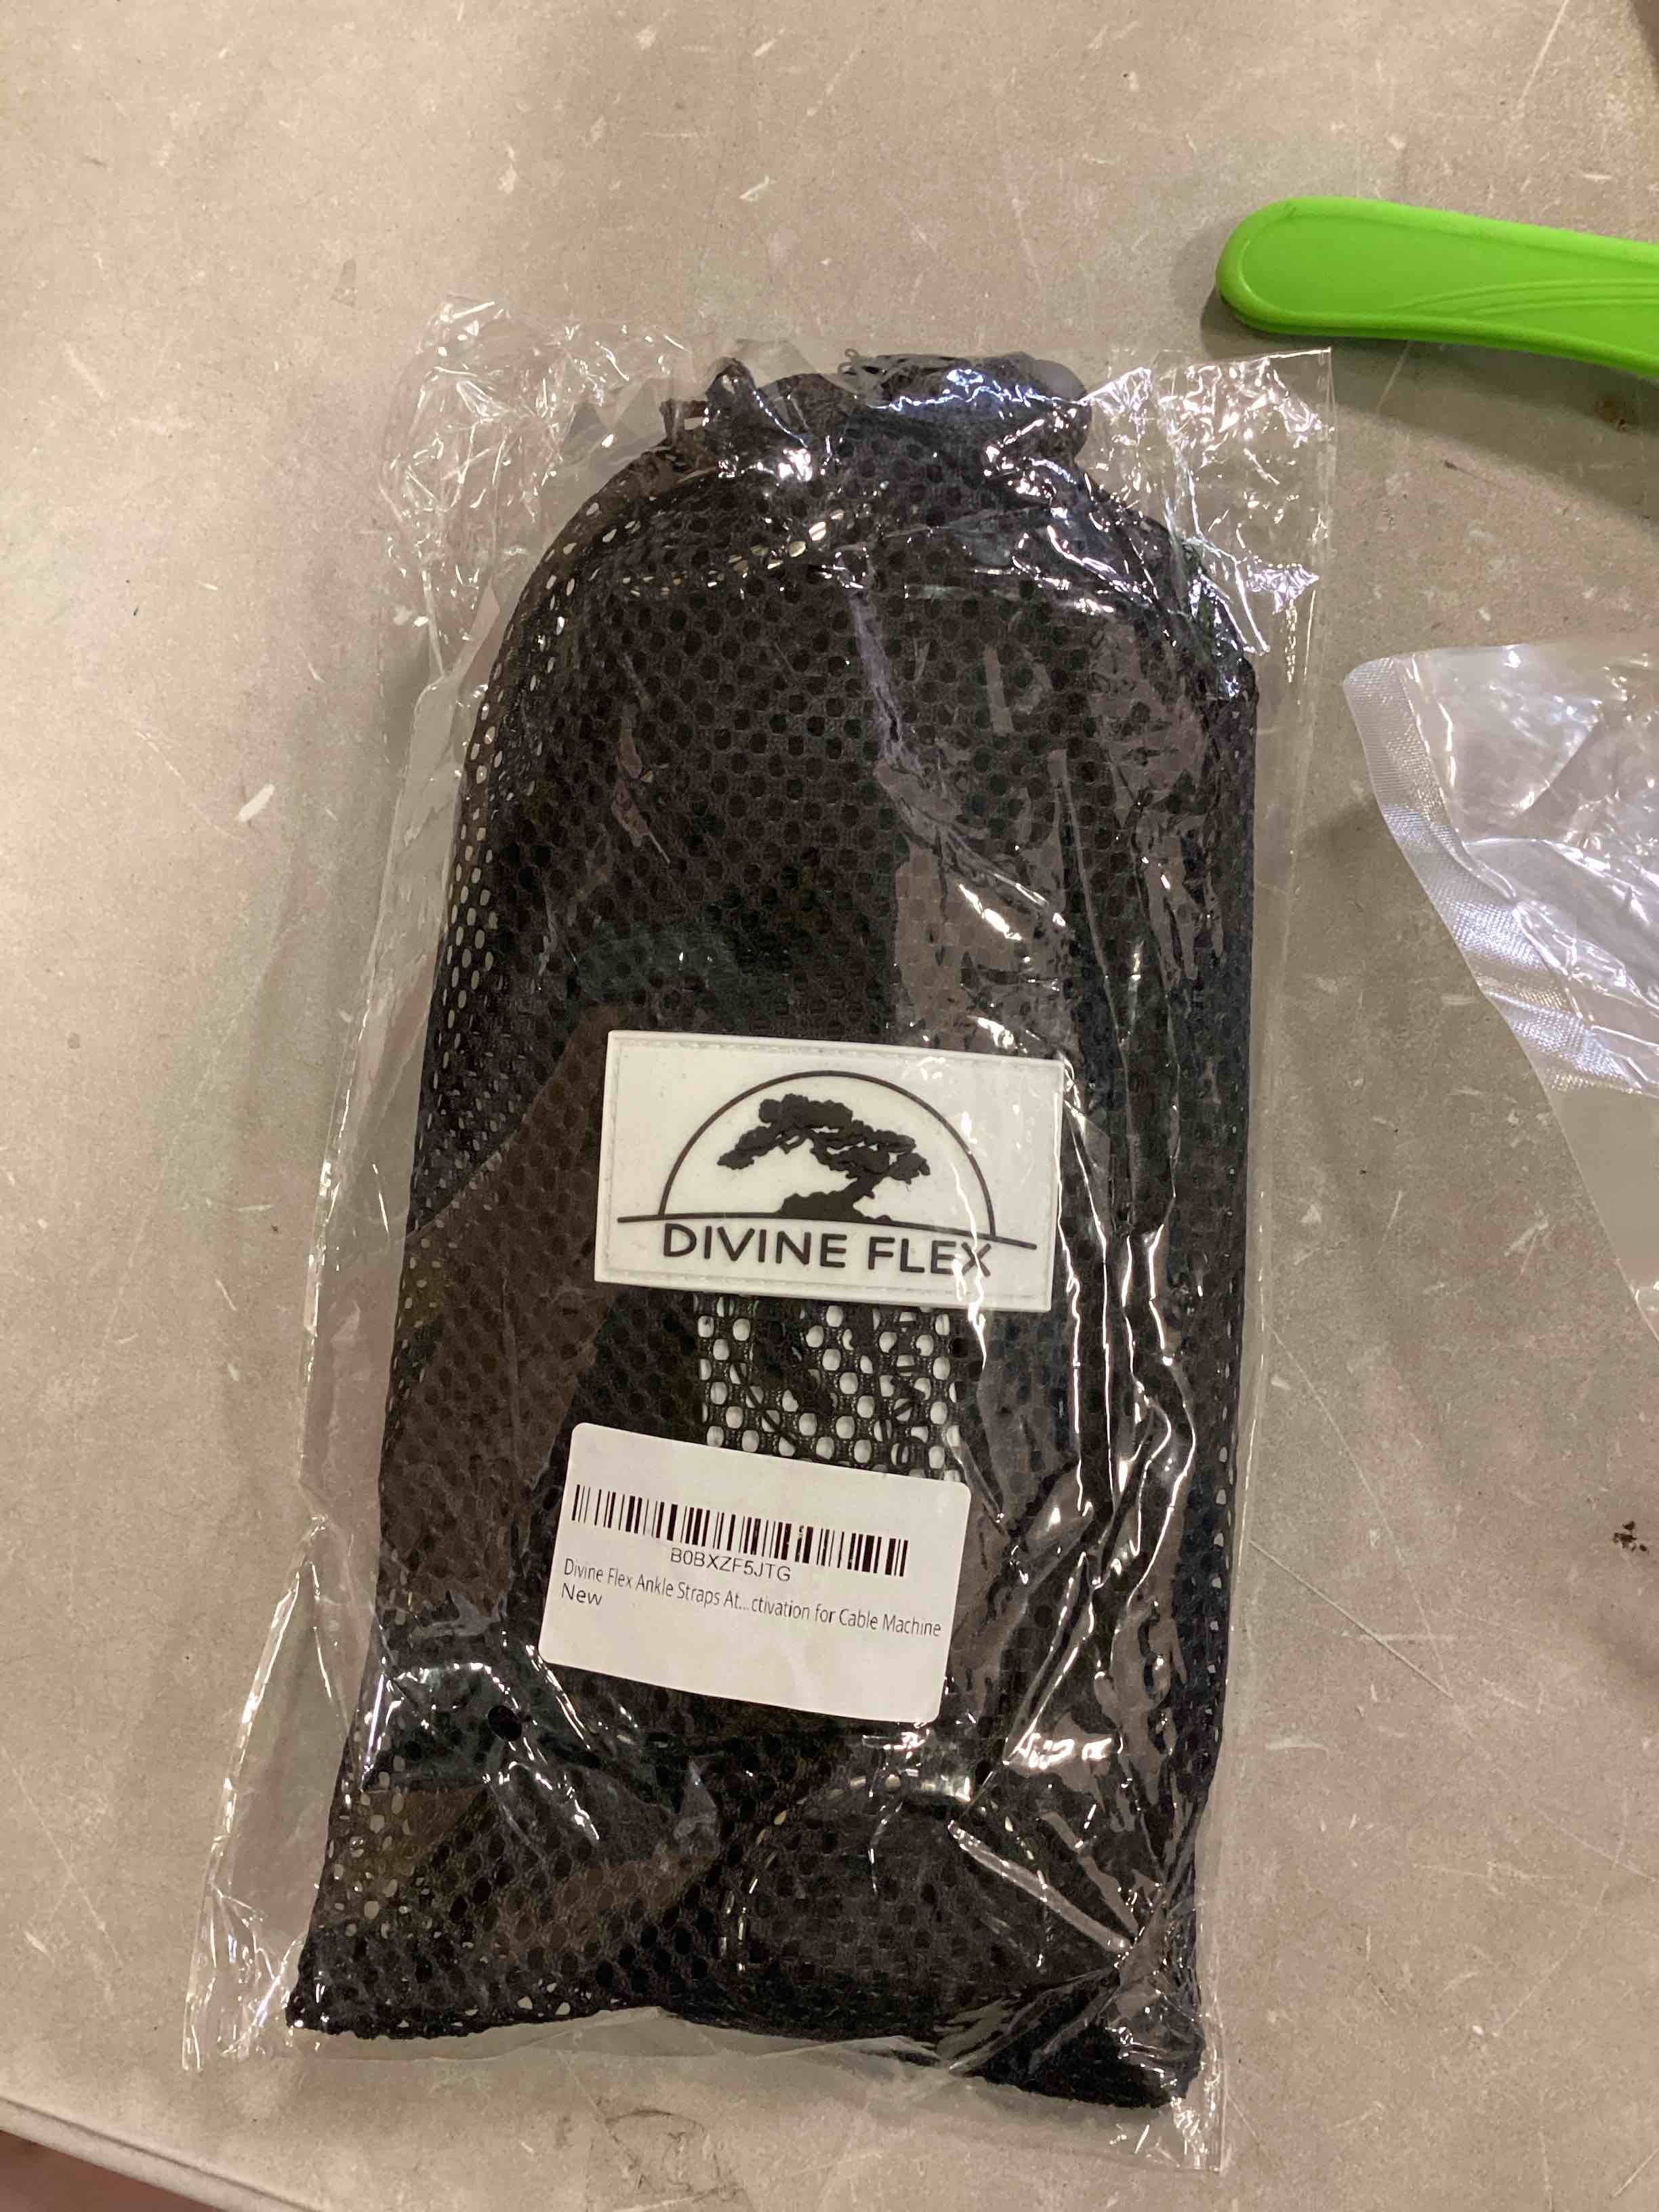 DIVINE FLEX
B0BXZF5JTG
Divine Flex Ankle Straps At...ctivation for Cable Machine
New